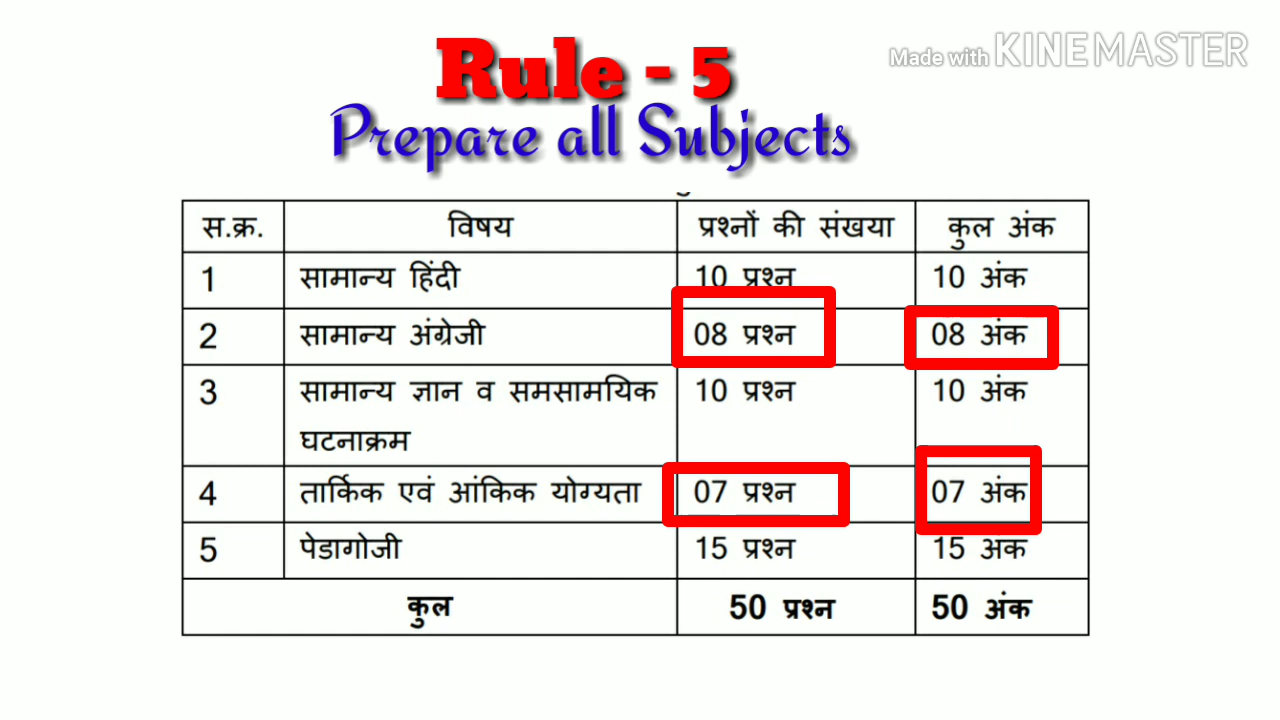 Made with KINEMASTER
Rule - 5
Prepare all Subjects
स.क्र. विषय प्रश्नों की संखया कुल अंक
1 सामान्य हिंदी 10 प्रश्न 10 अंक
2 सामान्य अंग्रेजी 08 प्रश्न 08 अंक
3 सामान्य ज्ञान व समसामयिक 10 प्रश्न 10 अंक
घटनाक्रम
4 तार्किक एवं आंकिक योग्यता 07 प्रश्न 07 अंक
5 पेडागोजी 15 प्रश्न 15 अंक
कुल 50 प्रश्न 50 अंक